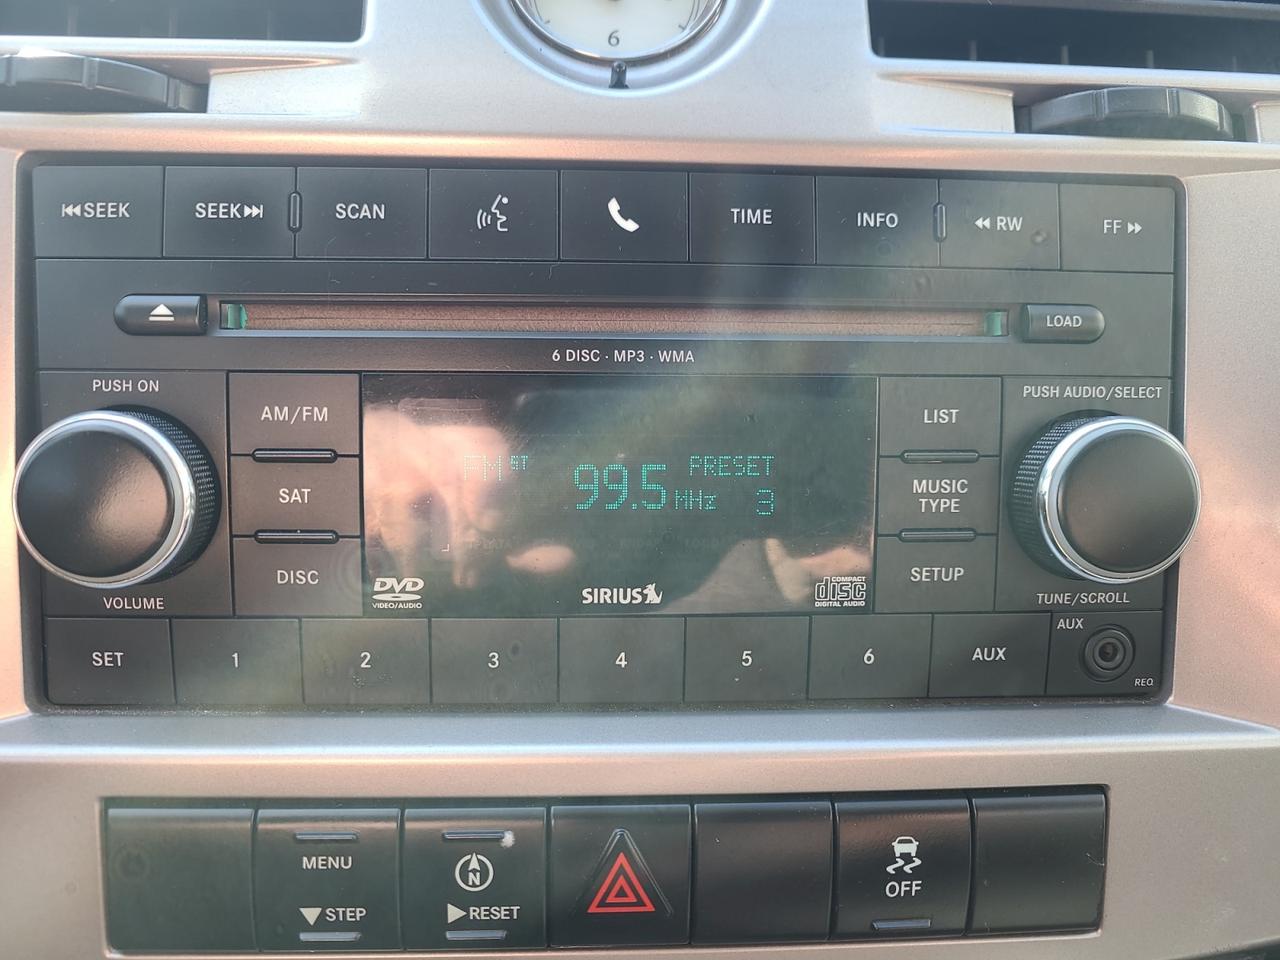 6
SEEK
SEEK
SCAN
TIME
INFO
RW
FF
LOAD
6 DISC · MP3 · WMA
PUSH ON
VOLUME
AM/FM
SAT
DISC
FM ST
99.5 MHz
PRESET
3
DVD
VIDEO/AUDIO
SIRIUS
COMPACT
disc
DIGITAL AUDIO
LIST
MUSIC
TYPE
SETUP
PUSH AUDIO/SELECT
TUNE/SCROLL
SET
1
2
3
4
5
6
AUX
AUX
REQ
MENU
STEP
N
RESET
OFF